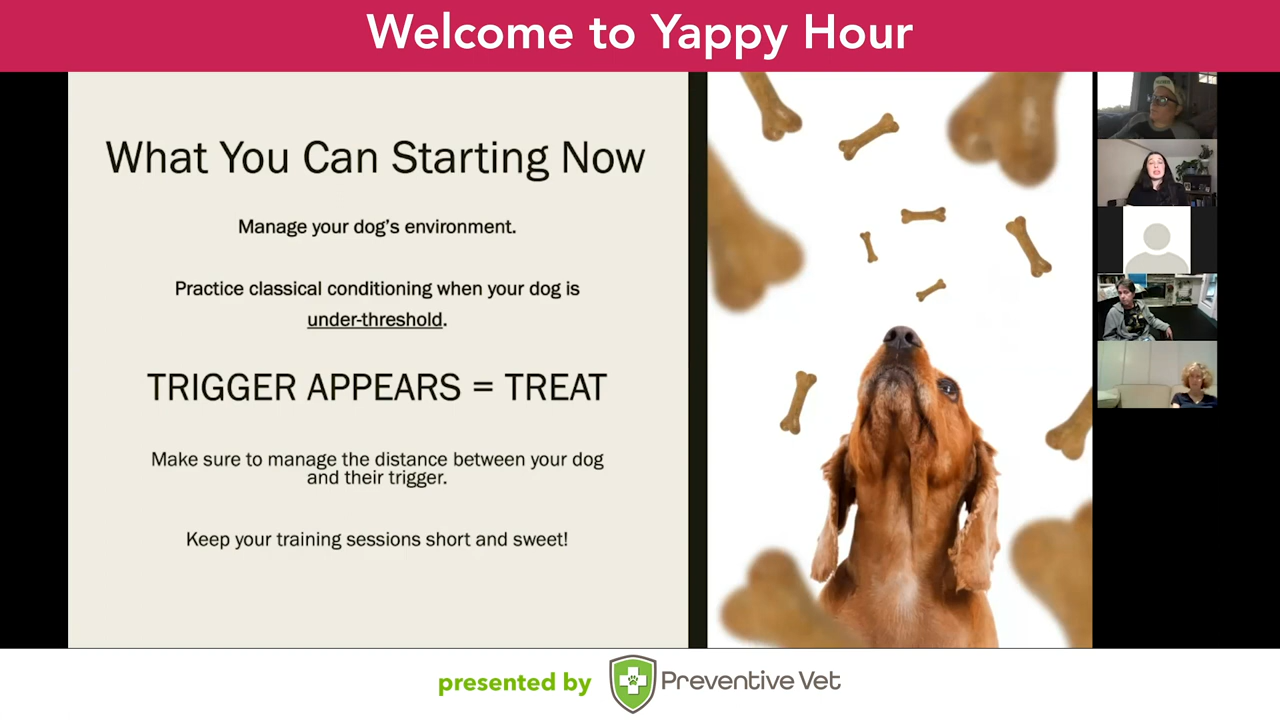 Welcome to Yappy Hour
What You Can Starting Now
Manage your dog's environment.
Practice classical conditioning when your dog is
under-threshold.
TRIGGER APPEARS = TREAT
Make sure to manage the distance between your dog
and their trigger.
Keep your training sessions short and sweet!
presented by Preventive Vet